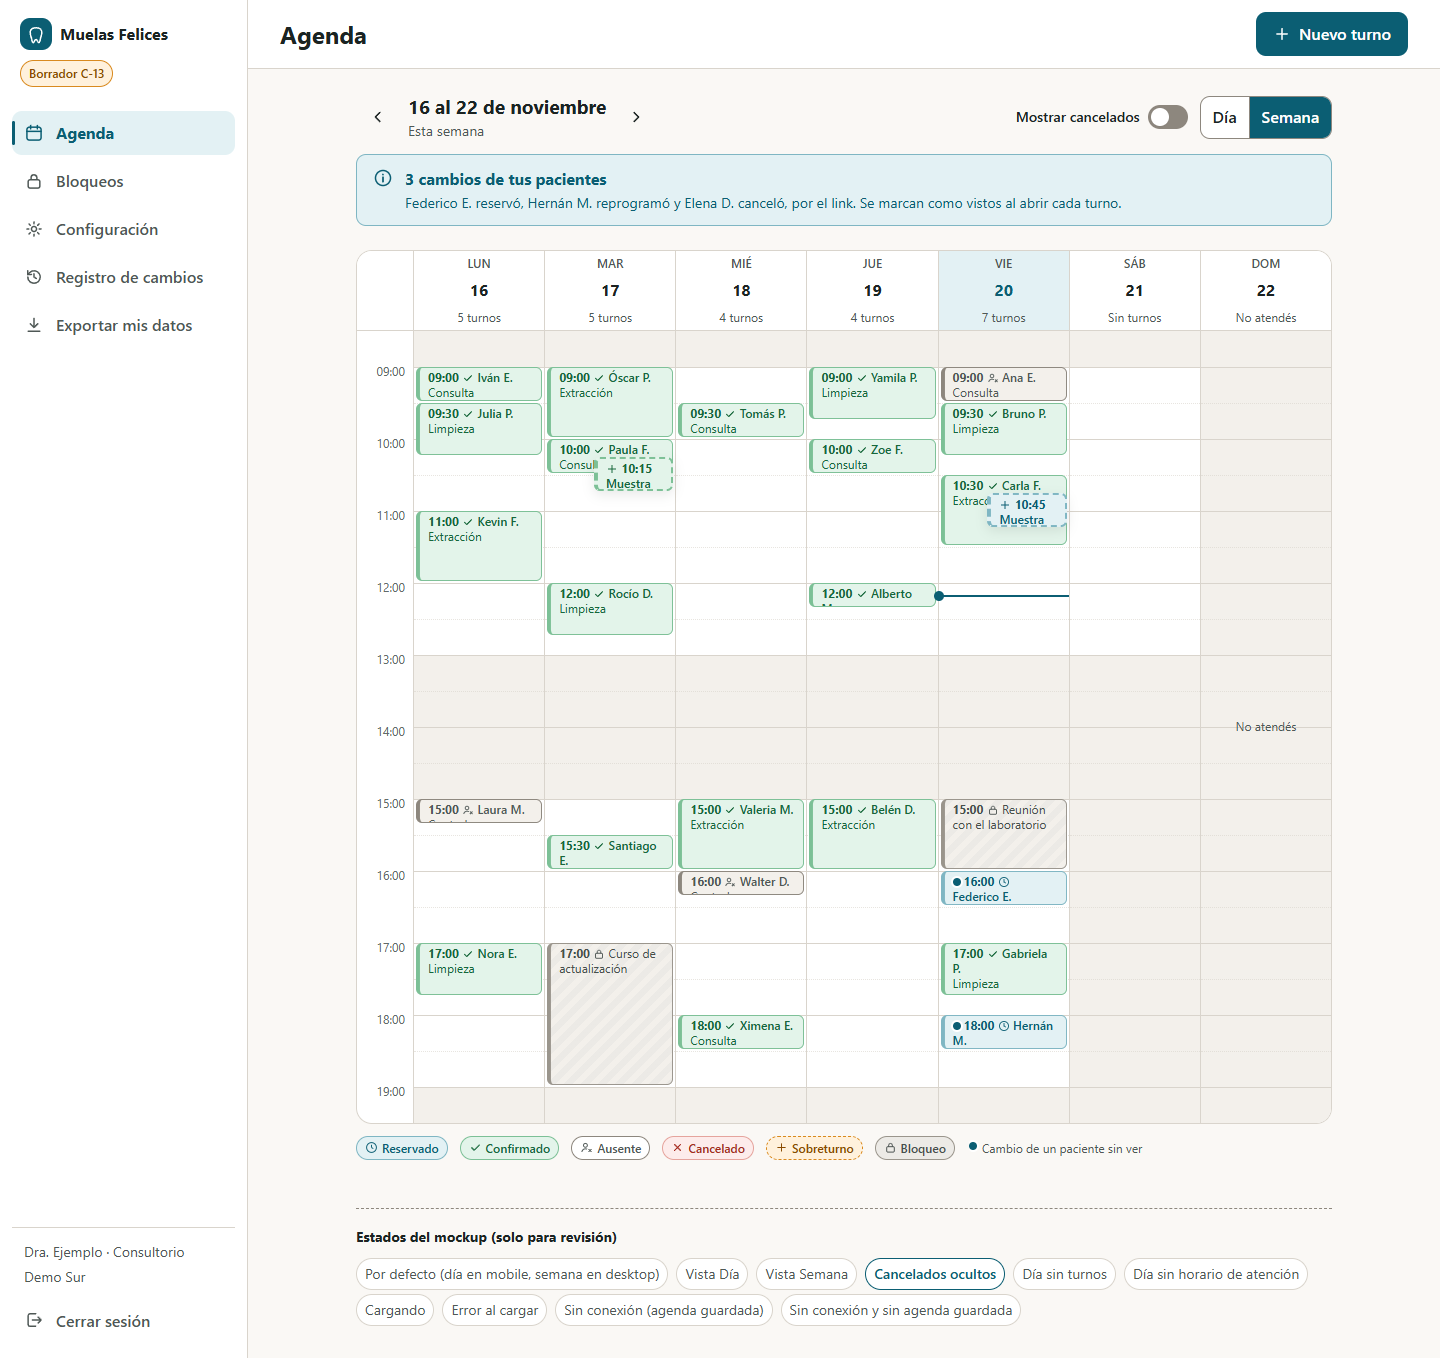 Muelas Felices
Borrador C-13
Agenda
Bloqueos
Configuración
Registro de cambios
Exportar mis datos
Dra. Ejemplo · Consultorio
Demo Sur
Cerrar sesión
Agenda
Nuevo turno
16 al 22 de noviembre
Esta semana
Mostrar cancelados
Día
Semana
3 cambios de tus pacientes
Federico E. reservó, Hernán M. reprogramó y Elena D. canceló, por el link. Se marcan como vistos al abrir cada turno.
LUN
16
5 turnos
MAR
17
5 turnos
MIÉ
18
4 turnos
JUE
19
4 turnos
VIE
20
7 turnos
SÁB
21
Sin turnos
DOM
22
No atendés
09:00
10:00
11:00
12:00
13:00
14:00
15:00
16:00
17:00
18:00
19:00
09:00 Iván E.
Consulta
09:30 Julia P.
Limpieza
11:00 Kevin F.
Extracción
15:00 Laura M.
17:00 Nora E.
Limpieza
09:00 Óscar P.
Extracción
10:00 Paula F.
+ 10:15
Muestra
12:00 Rocío D.
Limpieza
15:30 Santiago
E.
17:00 Curso de
actualización
09:30 Tomás P.
Consulta
15:00 Valeria M.
Extracción
16:00 Walter D.
18:00 Ximena E.
Consulta
09:00 Yamila P.
Limpieza
10:00 Zoe F.
Consulta
12:00 Alberto
15:00 Belén D.
Extracción
09:00 Ana E.
Consulta
09:30 Bruno P.
Limpieza
10:30 Carla F.
+ 10:45
Muestra
15:00 Reunión
con el laboratorio
16:00
Federico E.
17:00 Gabriela
P.
Limpieza
18:00 Hernán
M.
No atendés
Reservado
Confirmado
Ausente
Cancelado
Sobreturno
Bloqueo
Cambio de un paciente sin ver
Estados del mockup (solo para revisión)
Por defecto (día en mobile, semana en desktop)
Vista Día
Vista Semana
Cancelados ocultos
Día sin turnos
Día sin horario de atención
Cargando
Error al cargar
Sin conexión (agenda guardada)
Sin conexión y sin agenda guardada